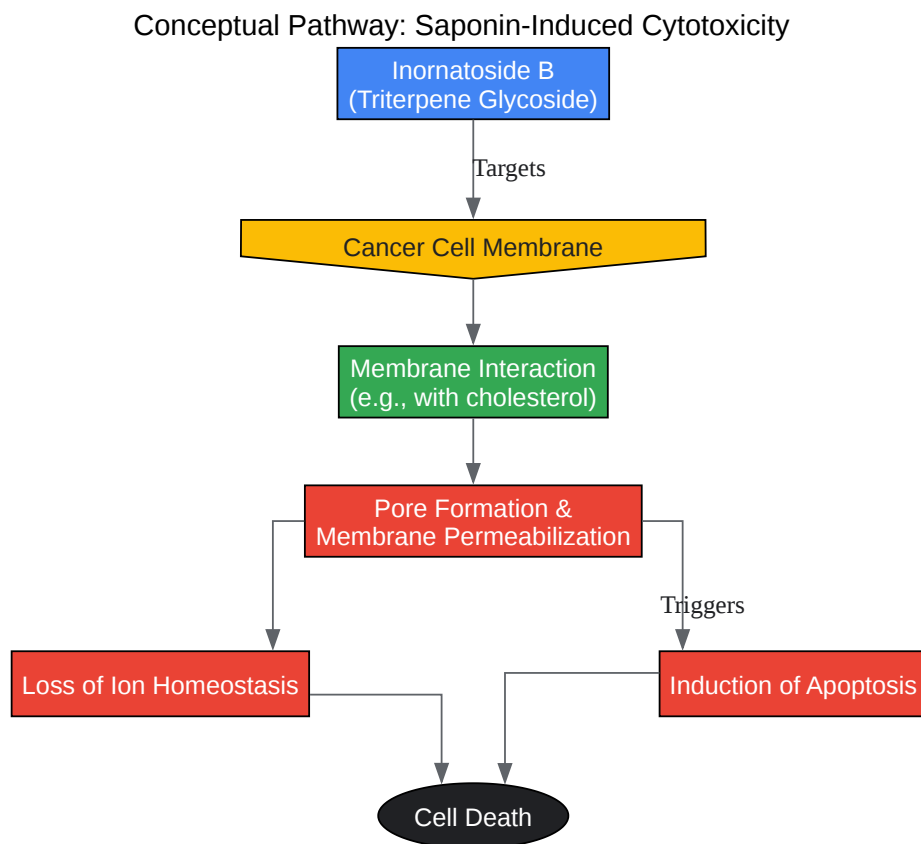 Conceptual Pathway: Saponin-Induced Cytotoxicity
Inornatoside B
(Triterpene Glycoside)
Targets
Cancer Cell Membrane
Membrane Interaction
(e.g., with cholesterol)
Pore Formation &
Membrane Permeabilization
Triggers
Loss of Ion Homeostasis
Induction of Apoptosis
Cell Death